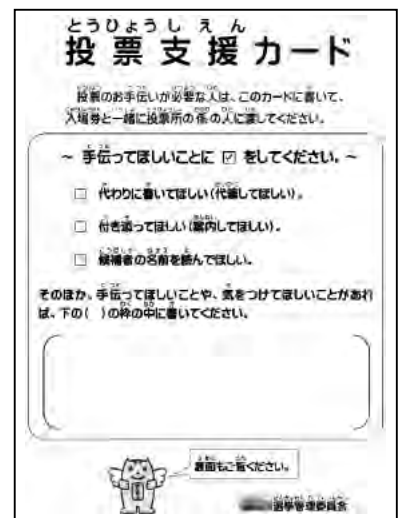 とうひょうしえん
投票支援カード
投票のお手伝いが必要な人は、このカードに書いて、
入場券と一緒に投票所の係の人に渡してください。
~ 手伝ってほしいことに ☑ をしてください。~
□ 代わりに書いてほしい(代筆してほしい)。
□ 付き添ってほしい(案内してほしい)。
□ 候補者の名前を読んでほしい。
そのほか、手伝ってほしいことや、気をつけてほしいことがあれ
ば、下の( )の枠の中に書いてください。
裏面もご覧ください。
選挙管理委員会